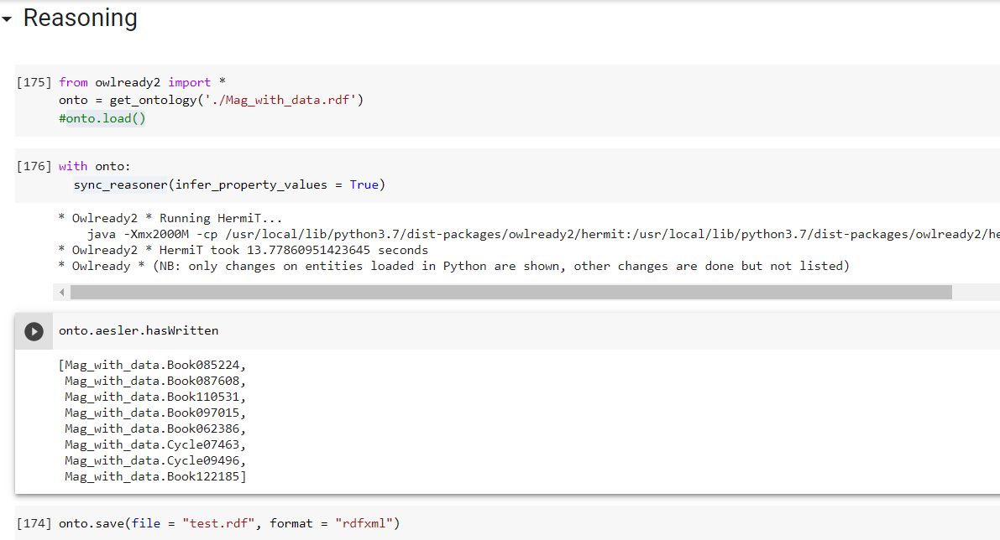 Reasoning
[175] from owlready2 import *
onto = get_ontology('./Mag_with_data.rdf')
#onto.load()
[176] with onto:
sync_reasoner(infer_property_values = True)
* Owlready2 * Running HermiT...
java -Xmx2000M -cp /usr/local/lib/python3.7/dist-packages/owlready2/hermit:/usr/local/lib/python3.7/dist-packages/owlready2/he
* Owlready2 * HermiT took 13.77860951423645 seconds
* Owlready * (NB: only changes on entities loaded in Python are shown, other changes are done but not listed)
onto.aesler.hasWritten
[Mag_with_data.Book085224,
Mag_with_data.Book087608,
Mag_with_data.Book110531,
Mag_with_data.Book097015,
Mag_with_data.Book062386,
Mag_with_data.Cycle07463,
Mag_with_data.Cycle09496,
Mag_with_data.Book122185]
[174] onto.save(file = "test.rdf", format = "rdfxml")